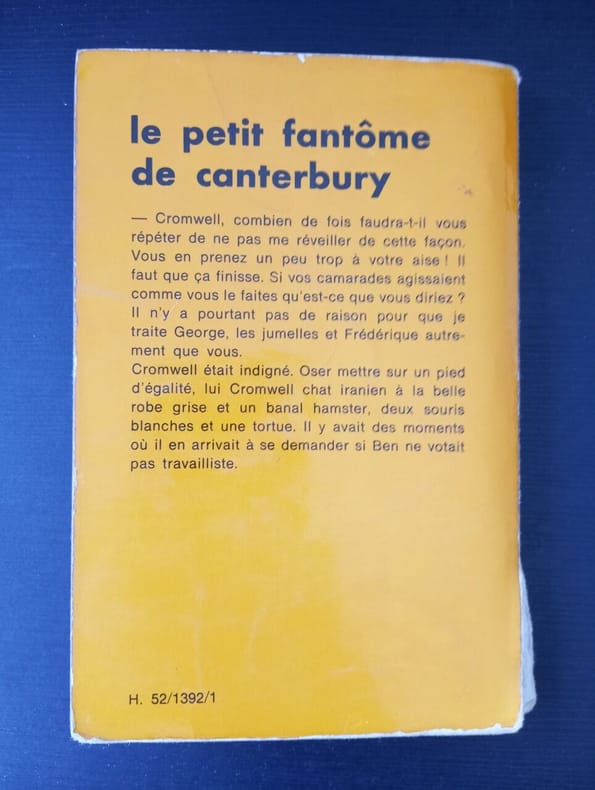 le petit fantôme
de canterbury
— Cromwell, combien de fois faudra-t-il vous
répéter de ne pas me réveiller de cette façon.
Vous en prenez un peu trop à votre aise ! Il
faut que ça finisse. Si vos camarades agissaient
comme vous le faites qu'est-ce que vous diriez ?
Il n'y a pourtant pas de raison pour que je
traite George, les jumelles et Frédérique autre-
ment que vous.
Cromwell était indigné. Oser mettre sur un pied
d'égalité, lui Cromwell chat iranien à la belle
robe grise et un banal hamster, deux souris
blanches et une tortue. Il y avait des moments
où il en arrivait à se demander si Ben ne votait
pas travailliste.
H. 52/1392/1